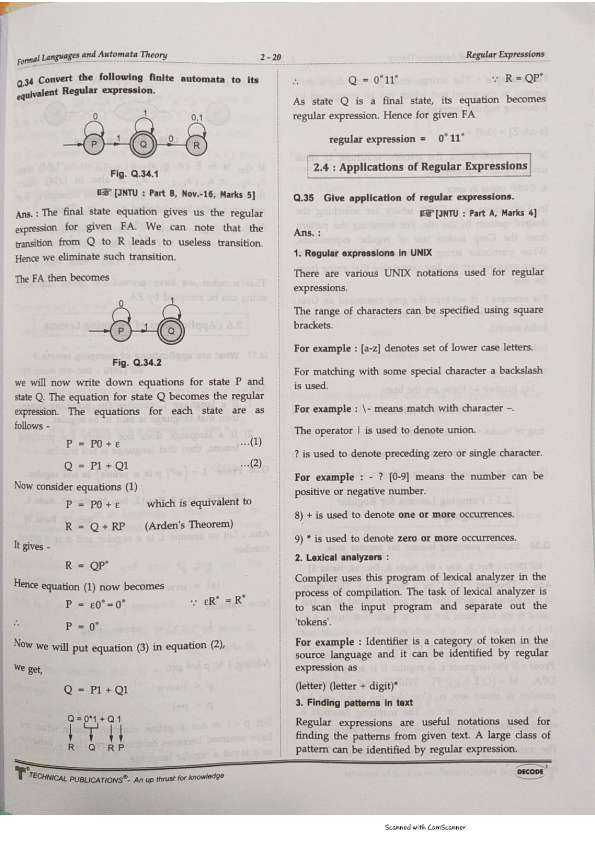 Formal Languages and Automata Theory
2 - 20
Regular Expressions
Q.34 Convert the following finite automata to its
equivalent Regular expression.
0
1
0,1
P
1
Q
0
R
Fig. Q.34.1
[JNTU : Part B, Nov.-16, Marks 5]
Ans. : The final state equation gives us the regular
expression for given FA. We can note that the
transition from Q to R leads to useless transition.
Hence we eliminate such transition.
The FA then becomes
0
1
P
1
Q
Fig. Q.34.2
we will now write down equations for state P and
state Q. The equation for state Q becomes the regular
expression. The equations for each state are as
follows -
P = P0 + ε ...(1)
Q = P1 + Q1 ...(2)
Now consider equations (1)
P = P0 + ε which is equivalent to
R = Q + RP (Arden's Theorem)
It gives -
R = QP*
Hence equation (1) now becomes
P = ε0* = 0* ∵ εR* = R*
∴ P = 0*
Now we will put equation (3) in equation (2),
we get,
Q = P1 + Q1
Q = 0*1 + Q 1
R Q R P
∴ Q = 0*11* ∵ R = QP*
As state Q is a final state, its equation becomes
regular expression. Hence for given FA
regular expression = 0*11*
2.4 : Applications of Regular Expressions
Q.35 Give application of regular expressions.
[JNTU : Part A, Marks 4]
Ans. :
1. Regular expressions in UNIX
There are various UNIX notations used for regular
expressions.
The range of characters can be specified using square
brackets.
For example : [a-z] denotes set of lower case letters.
For matching with some special character a backslash
is used.
For example : \- means match with character –.
The operator | is used to denote union.
? is used to denote preceding zero or single character.
For example : - ? [0-9] means the number can be
positive or negative number.
8) + is used to denote one or more occurrences.
9) * is used to denote zero or more occurrences.
2. Lexical analyzers :
Compiler uses this program of lexical analyzer in the
process of compilation. The task of lexical analyzer is
to scan the input program and separate out the
'tokens'.
For example : Identifier is a category of token in the
source language and it can be identified by regular
expression as
(letter) (letter + digit)*
3. Finding patterns in text
Regular expressions are useful notations used for
finding the patterns from given text. A large class of
pattern can be identified by regular expression.
TECHNICAL PUBLICATIONS® - An up thrust for knowledge
DECODE
Scanned with CamScanner